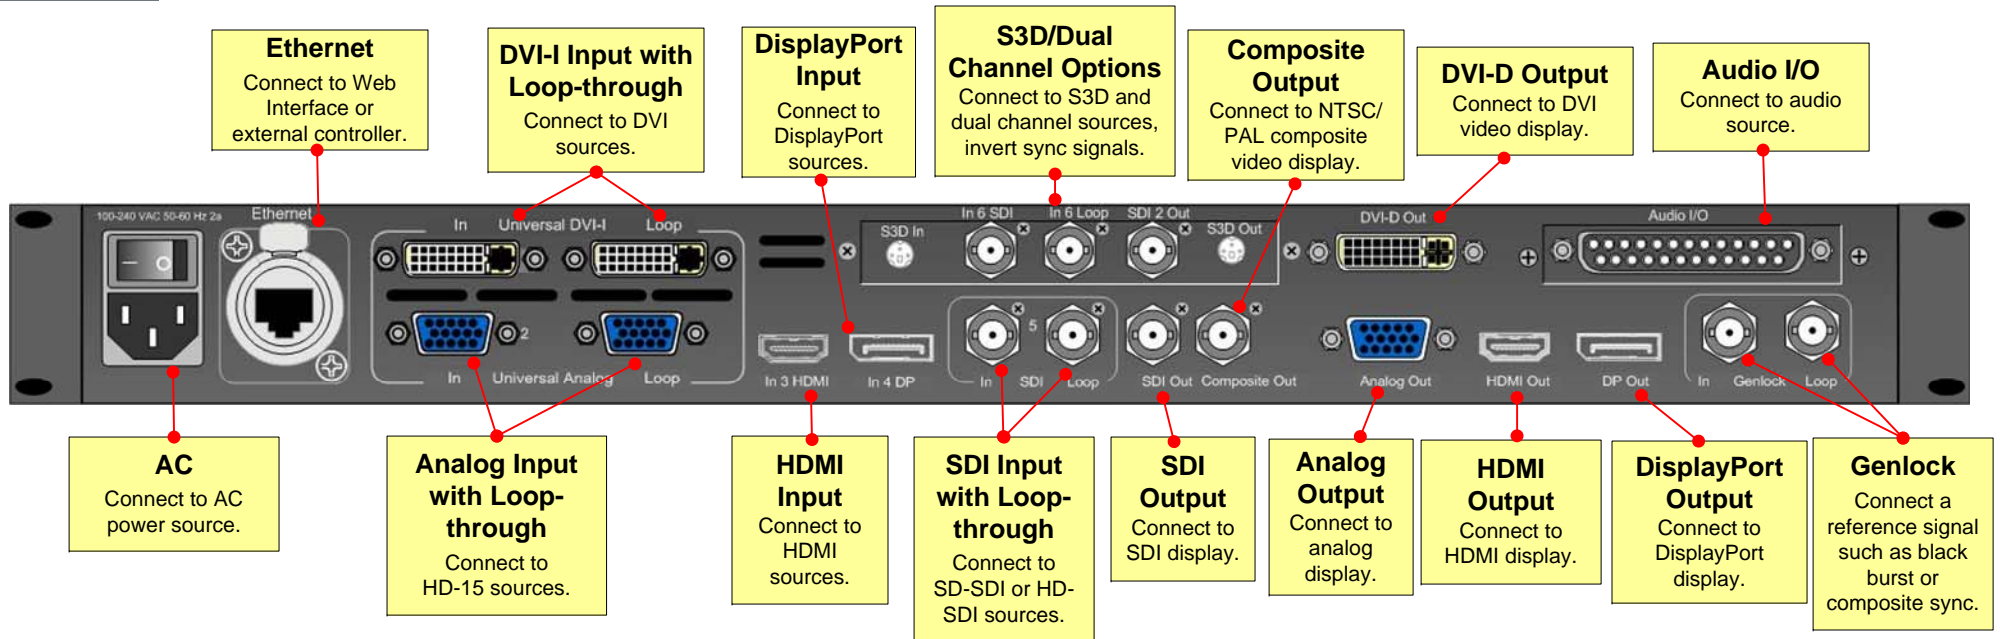 Ethernet
Connect to Web
Interface or
external controller.
DVI-I Input with
Loop-through
Connect to DVI
sources.
DisplayPort
Input
Connect to
DisplayPort
sources.
S3D/Dual
Channel Options
Connect to S3D and
dual channel sources,
invert sync signals.
Composite
Output
Connect to NTSC/
PAL composite
video display.
DVI-D Output
Connect to DVI
video display.
Audio I/O
Connect to audio
source.
100-240 VAC 50-60 Hz 2a
Ethernet
In Universal DVI-I Loop
S3D In
In 6 SDI
In 6 Loop
SDI 2 Out
S3D Out
DVI-D Out
Audio I/O
2
5
In Universal Analog Loop
In 3 HDMI
In 4 DP
In SDI Loop
SDI Out
Composite Out
Analog Out
HDMI Out
DP Out
In Genlock Loop
AC
Connect to AC
power source.
Analog Input
with Loop-
through
Connect to
HD-15 sources.
HDMI
Input
Connect to
HDMI
sources.
SDI Input
with Loop-
through
Connect to
SD-SDI or HD-
SDI sources.
SDI
Output
Connect to
SDI display.
Analog
Output
Connect to
analog
display.
HDMI
Output
Connect to
HDMI display.
DisplayPort
Output
Connect to
DisplayPort
display.
Genlock
Connect a
reference signal
such as black
burst or
composite sync.